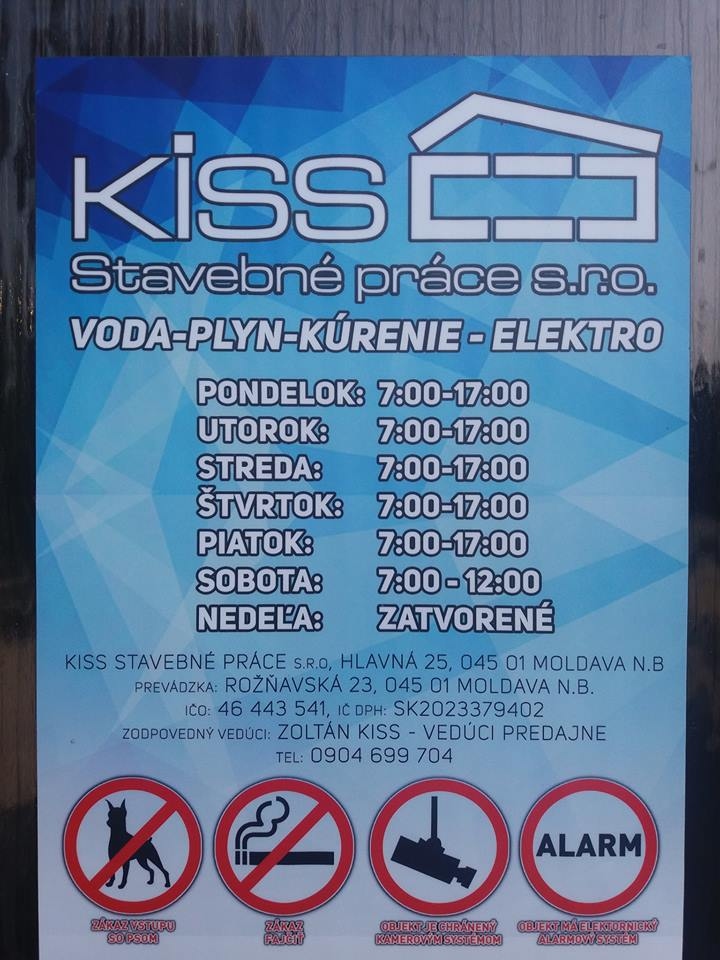 KiSS
Stavebné práce s.r.o.
VODA-PLYN-KÚRENIE - ELEKTRO
PONDELOK: 7:00-17:00
UTOROK: 7:00-17:00
STREDA: 7:00-17:00
ŠTVRTOK: 7:00-17:00
PIATOK: 7:00-17:00
SOBOTA: 7:00 - 12:00
NEDEĽA: ZATVORENÉ
KISS STAVEBNÉ PRÁCE S.R.O, HLAVNÁ 25, 045 01 MOLDAVA N.B
PREVÁDZKA: ROŽŇAVSKÁ 23, 045 01 MOLDAVA N.B.
IČO: 46 443 541, IČ DPH: SK2023379402
ZODPOVEDNÝ VEDÚCI: ZOLTÁN KISS - VEDÚCI PREDAJNE
TEL: 0904 699 704
ALARM
ZÁKAZ VSTUPU
SO PSOM
ZÁKAZ
FAJČIŤ
OBJEKT JE CHRÁNENÝ
KAMEROVÝM SYSTÉMOM
OBJEKT MÁ ELEKTORNICKÝ
ALARMOVÝ SYSTÉM